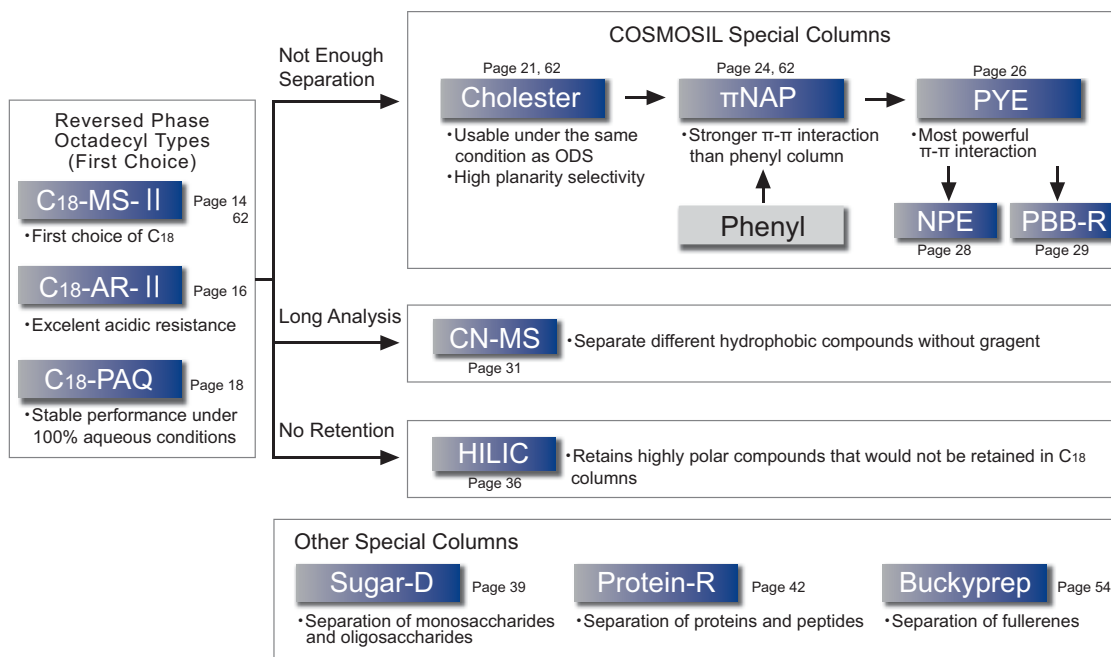 Reversed Phase
Octadecyl Types
(First Choice)
C18-MS-II
Page 14
62
・First choice of C18
C18-AR-II
Page 16
・Excelent acidic resistance
C18-PAQ
Page 18
・Stable performance under
100% aqueous conditions
Not Enough
Separation
COSMOSIL Special Columns
Page 21, 62
Cholester
・Usable under the same
condition as ODS
・High planarity selectivity
Page 24, 62
πNAP
・Stronger π-π interaction
than phenyl column
Phenyl
Page 26
PYE
・Most powerful
π-π interaction
NPE
Page 28
PBB-R
Page 29
Long Analysis
CN-MS
Page 31
・Separate different hydrophobic compounds without gragent
No Retention
HILIC
Page 36
・Retains highly polar compounds that would not be retained in C18
columns
Other Special Columns
Sugar-D
Page 39
・Separation of monosaccharides
and oligosaccharides
Protein-R
Page 42
・Separation of proteins and peptides
Buckyprep
Page 54
・Separation of fullerenes